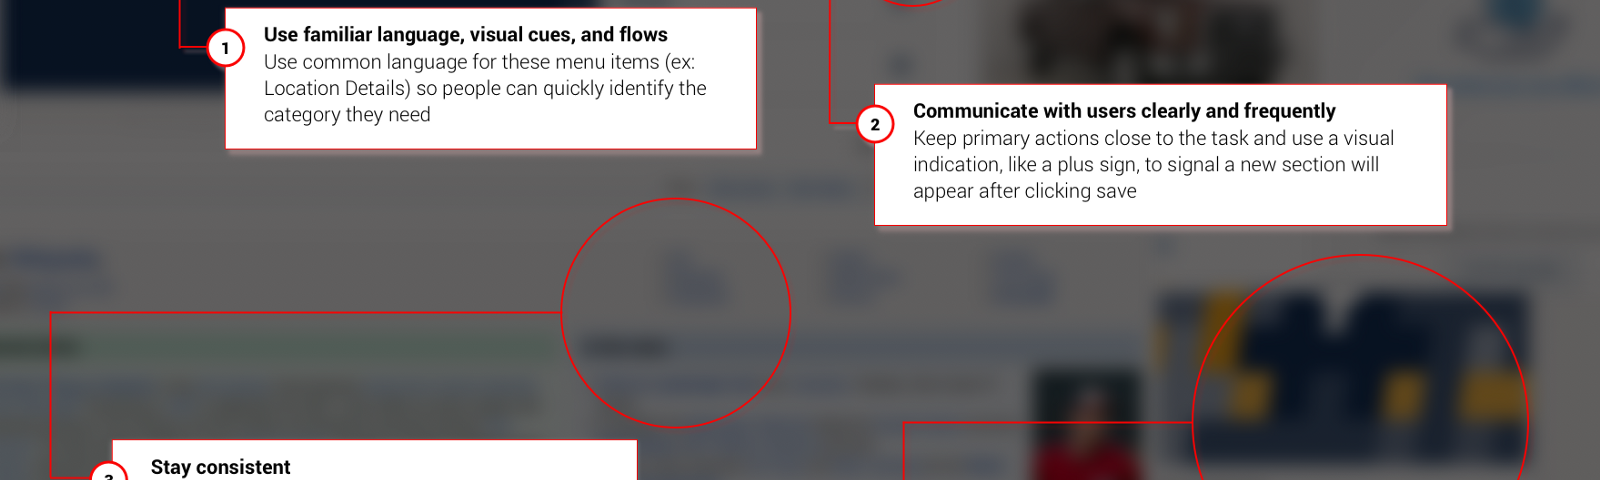 1
Use familiar language, visual cues, and flows
Use common language for these menu items (ex:
Location Details) so people can quickly identify the
category they need
2
Communicate with users clearly and frequently
Keep primary actions close to the task and use a visual
indication, like a plus sign, to signal a new section will
appear after clicking save
3
Stay consistent